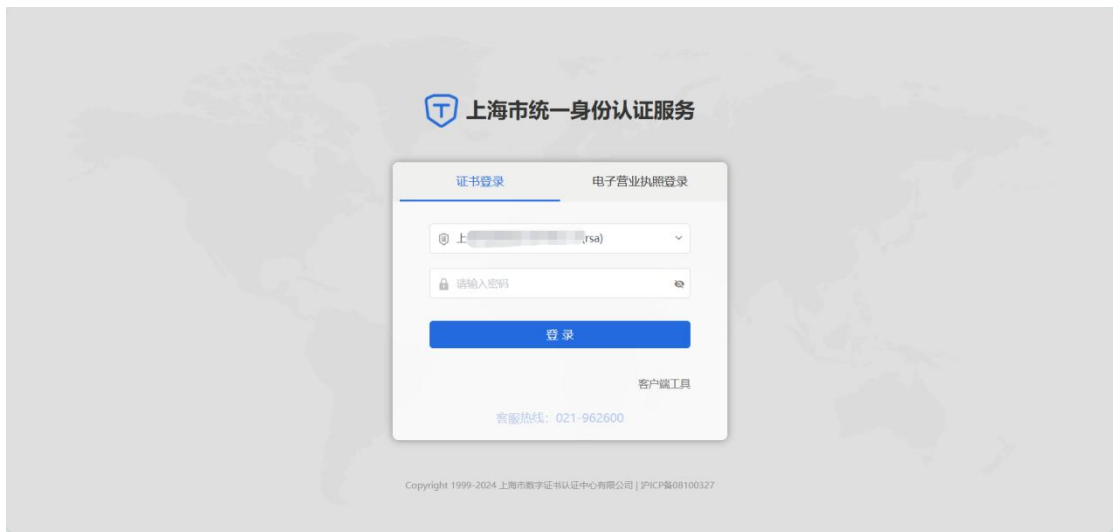 上海市统一身份认证服务
证书登录 电子营业执照登录
上 (rsa)
请输入密码
登 录
客户端工具
客服热线：021-962600
Copyright 1999-2024 上海市数字证书认证中心有限公司 | 沪ICP备08100327